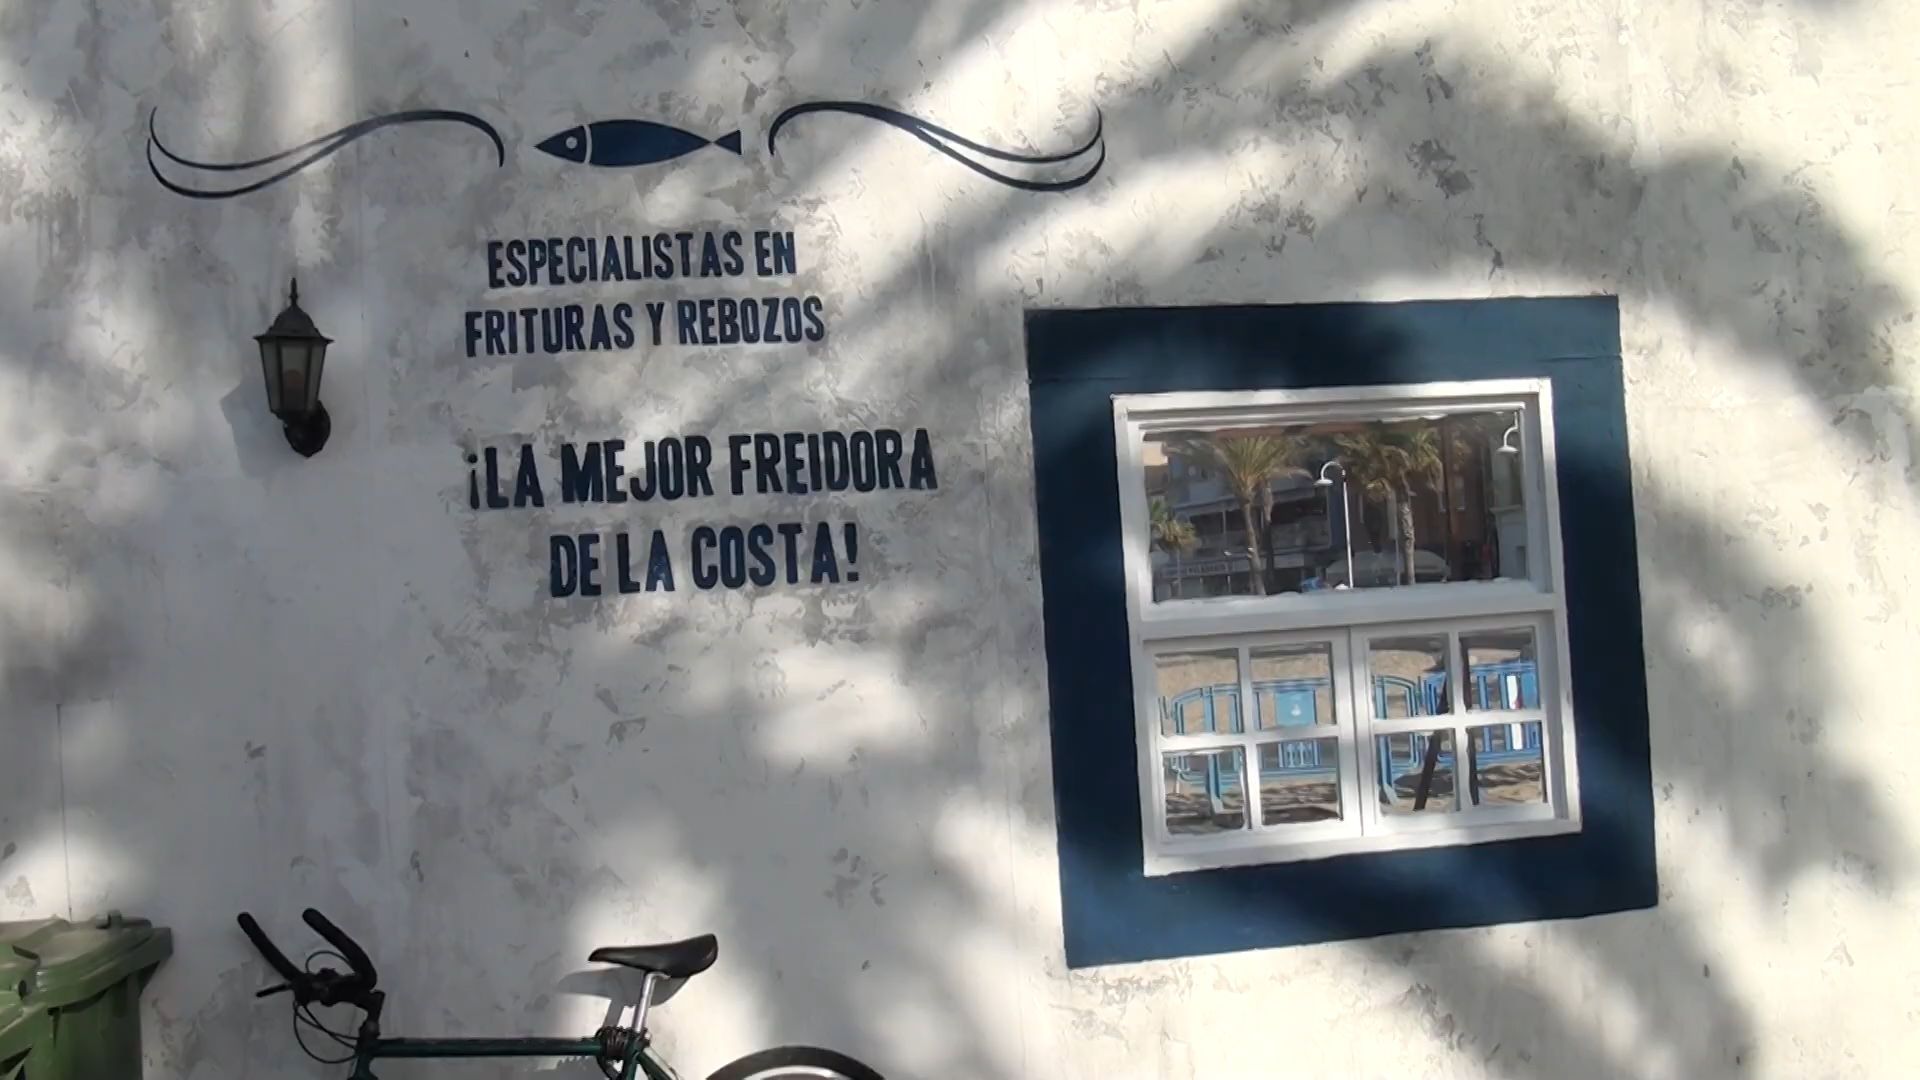 ESPECIALISTAS EN
FRITURAS Y REBOZOS
¡LA MEJOR FREIDORA
DE LA COSTA!